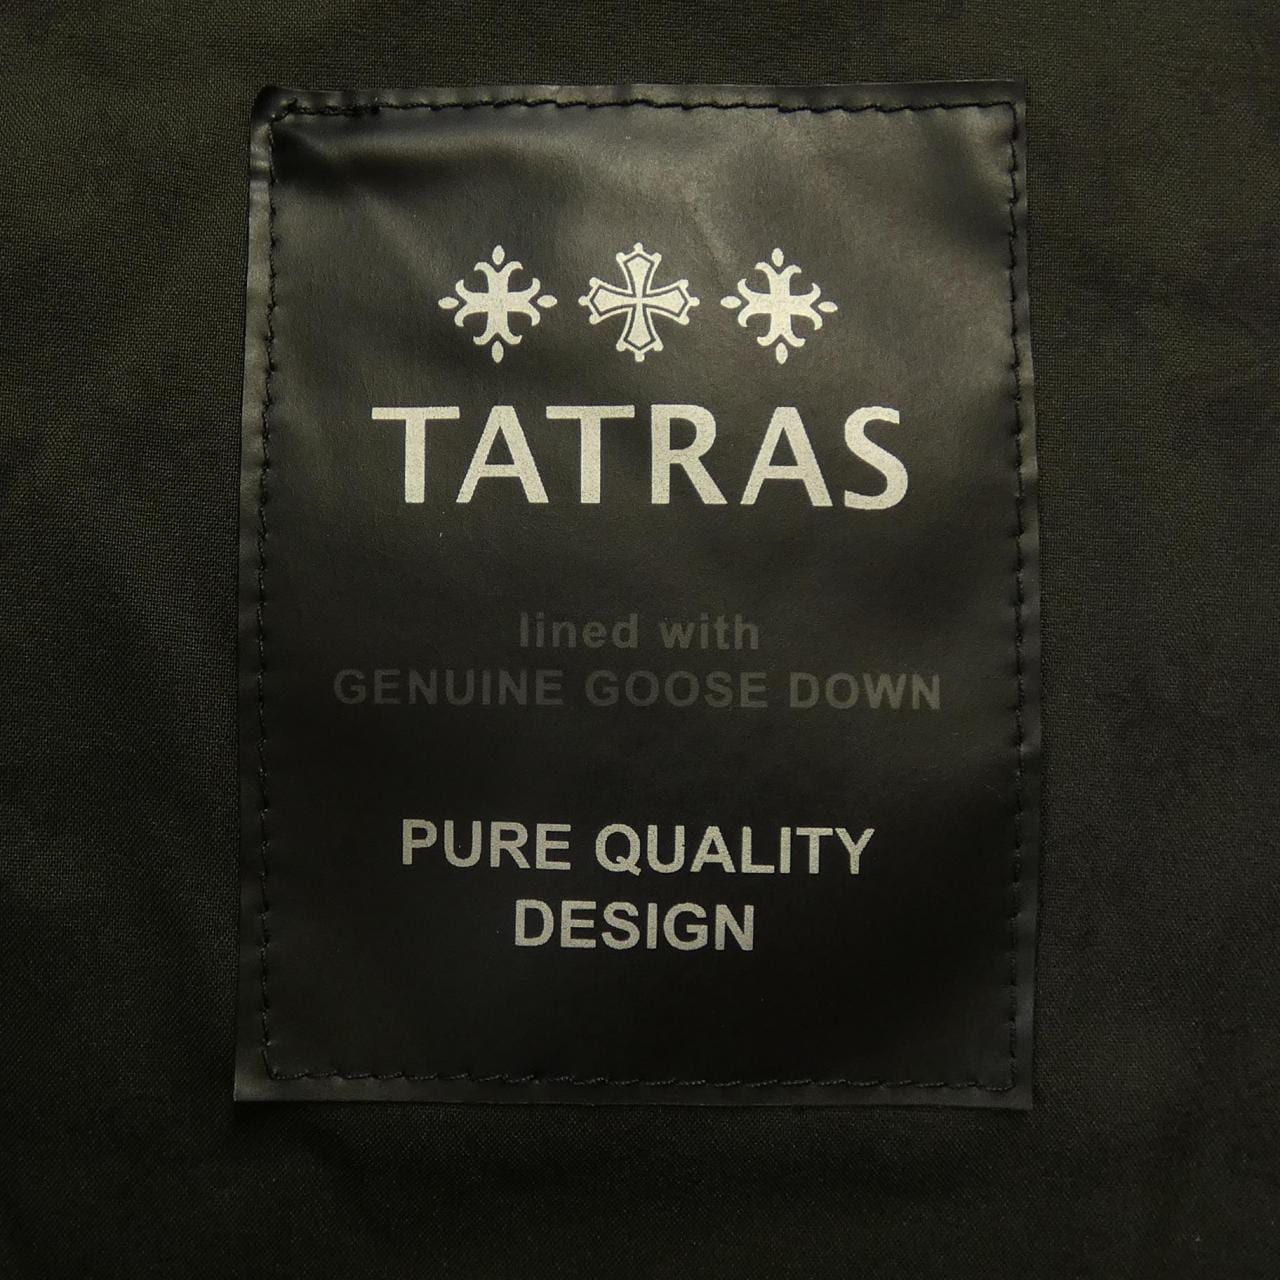 TATRAS
lined with
GENUINE GOOSE DOWN
PURE QUALITY
DESIGN